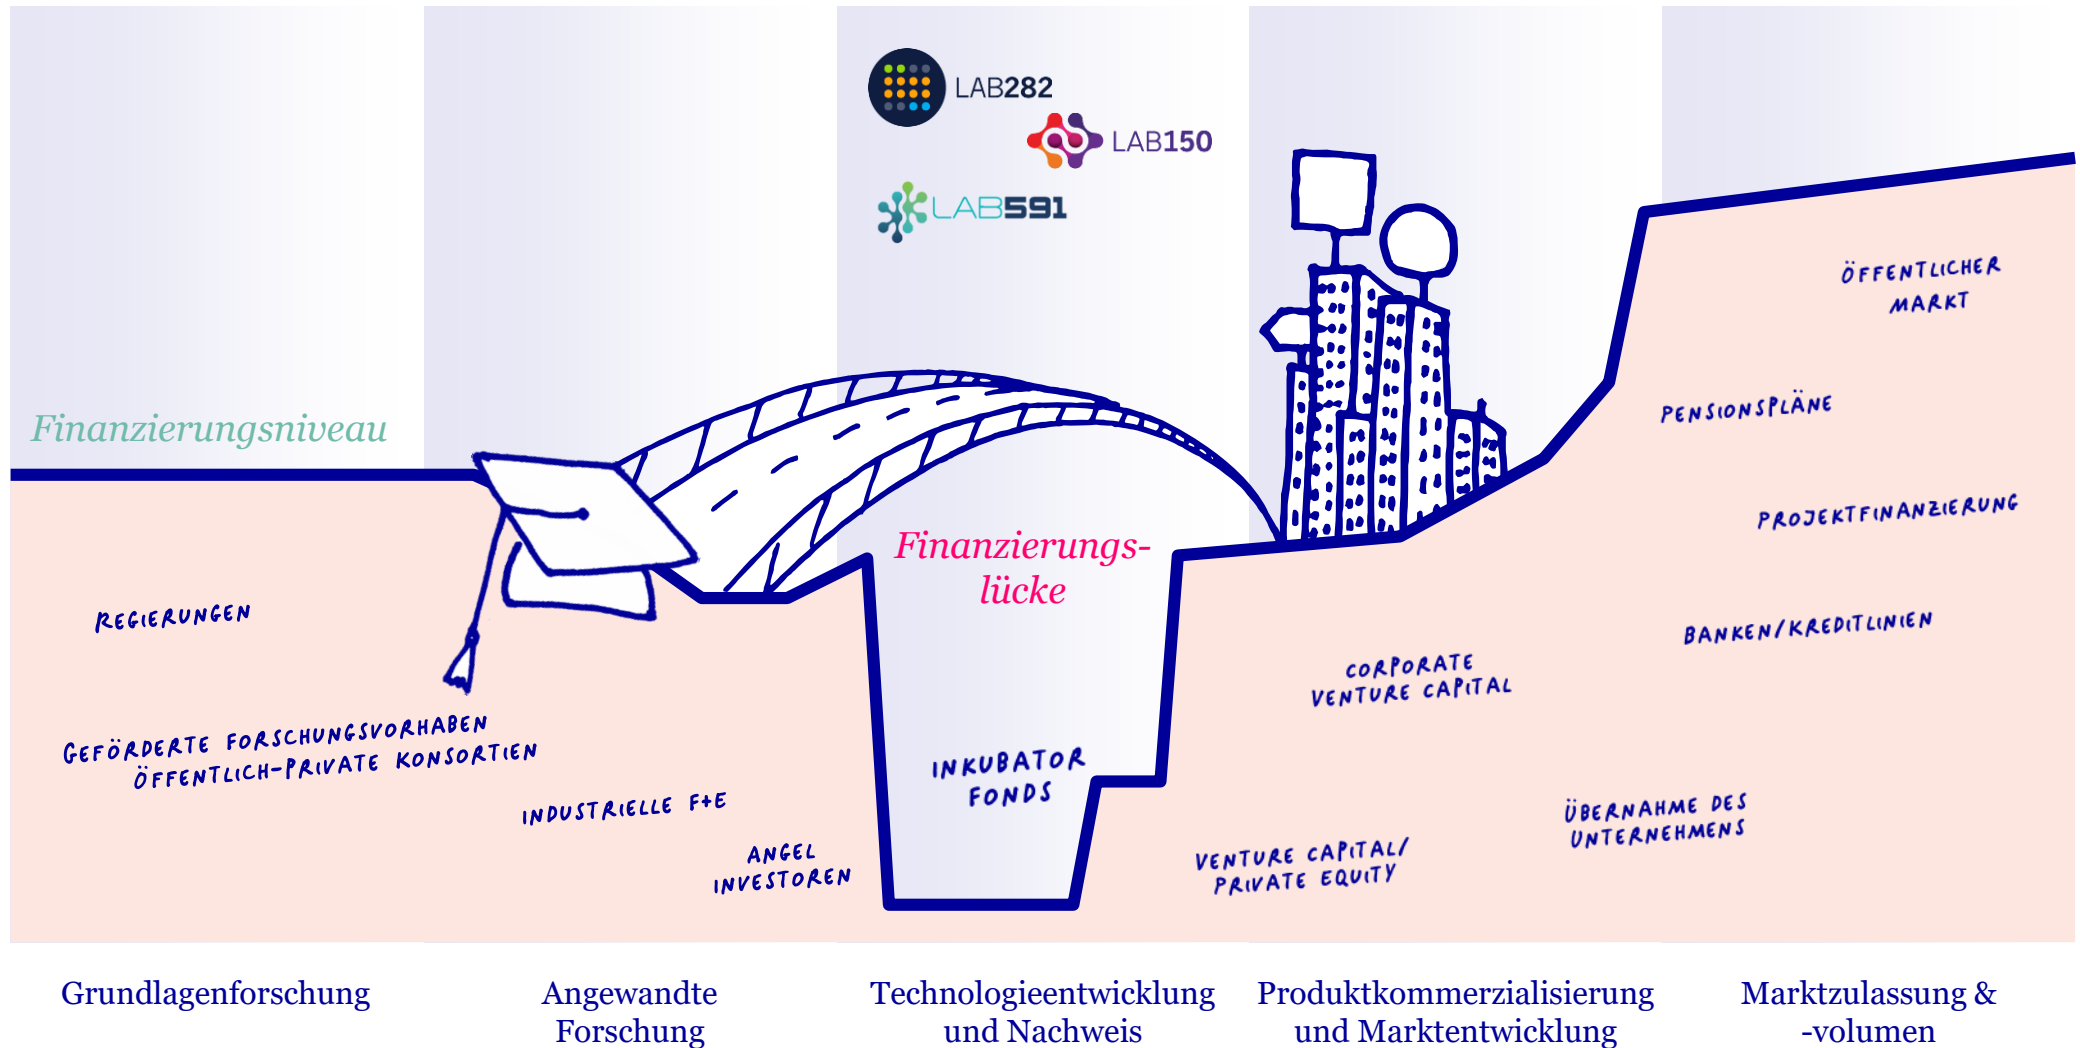 LAB282
LAB150
LAB591
Finanzierungsniveau
Finanzierungs-
lücke
REGIERUNGEN
GEFÖRDERTE FORSCHUNGSVORHABEN
ÖFFENTLICH-PRIVATE KONSORTIEN
INDUSTRIELLE F+E
ANGEL
INVESTOREN
INKUBATOR
FONDS
CORPORATE
VENTURE CAPITAL
VENTURE CAPITAL/
PRIVATE EQUITY
ÜBERNAHME DES
UNTERNEHMENS
ÖFFENTLICHER
MARKT
PENSIONSPLÄNE
PROJEKTFINANZIERUNG
BANKEN/KREDITLINIEN
Grundlagenforschung
Angewandte
Forschung
Technologieentwicklung
und Nachweis
Produktkommerzialisierung
und Marktentwicklung
Marktzulassung &
-volumen